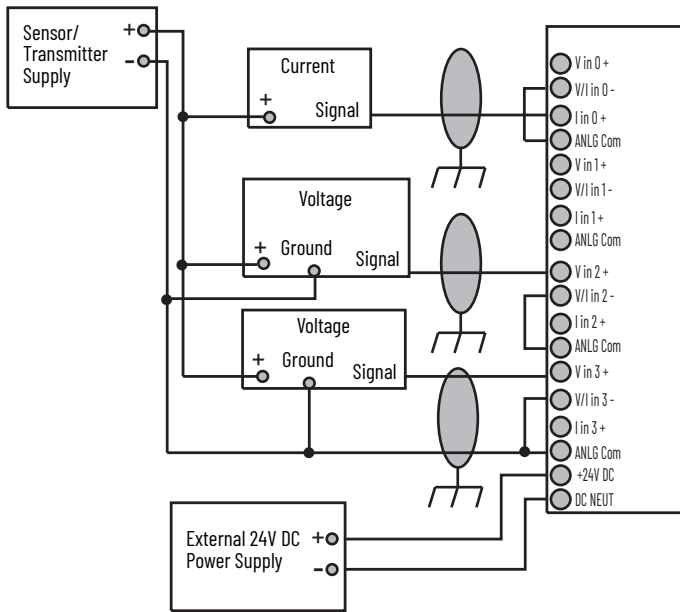 Sensor/
Transmitter
Supply
+
-
Current
+
Signal
Voltage
+
Ground
Signal
Voltage
+
Ground
Signal
External 24V DC
Power Supply
+
-
V in 0 +
V/I in 0 -
I in 0 +
ANLG Com
V in 1 +
V/I in 1 -
I in 1 +
ANLG Com
V in 2 +
V/I in 2 -
I in 2 +
ANLG Com
V in 3 +
V/I in 3 -
I in 3 +
ANLG Com
+24V DC
DC NEUT